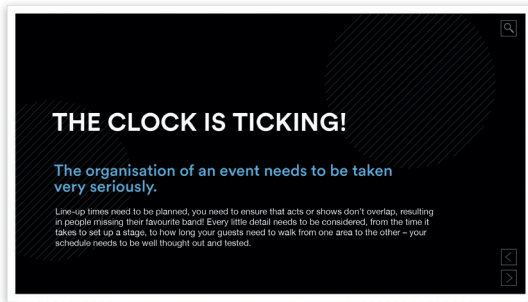 THE CLOCK IS TICKING!
The organisation of an event needs to be taken
very seriously.
Line-up times need to be planned, you need to ensure that acts or shows don't overlap, resulting
in people missing their favourite band! Every little detail needs to be considered, from the time it
takes to set up a stage, to how long your guests need to walk from one area to the other – your
schedule needs to be well thought out and tested.